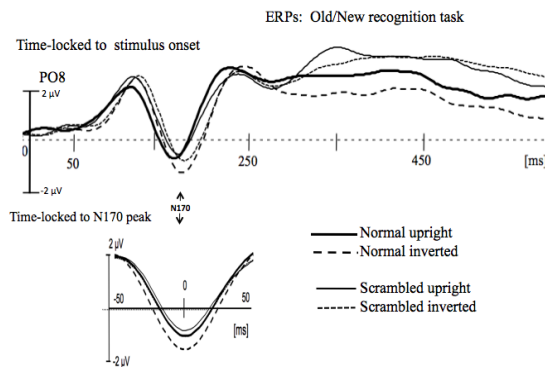 ERPs: Old/New recognition task
Time-locked to stimulus onset
PO8
2 µV
0
50
250
450
[ms]
-2 µV
N170
Time-locked to N170 peak
2 µV
0
-50
50
[ms]
-2 µV
Normal upright
Normal inverted
Scrambled upright
Scrambled inverted